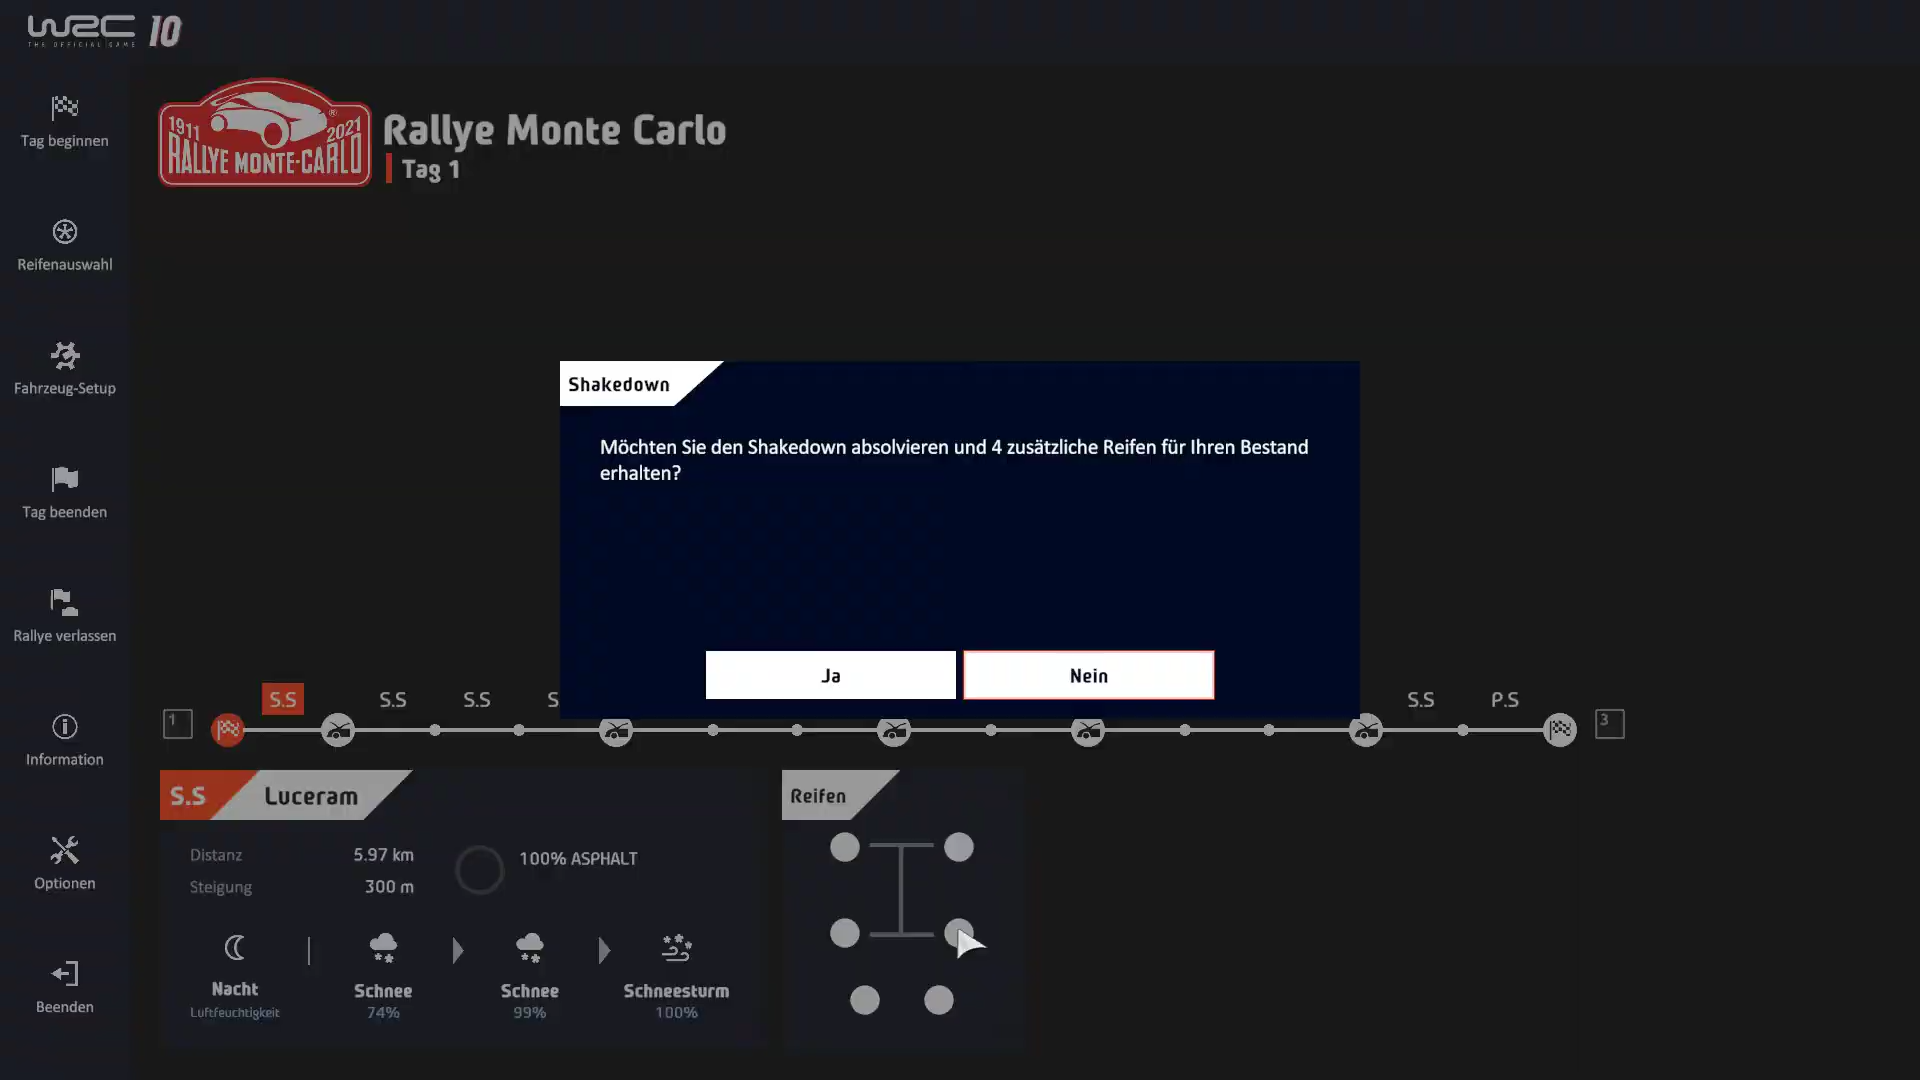 WRC 10
THE OFFICIAL GAME
Tag beginnen
Reifenauswahl
Fahrzeug-Setup
Tag beenden
Rallye verlassen
Information
Optionen
Beenden
1911 2021
RALLYE MONTE-CARLO
Rallye Monte Carlo
Tag 1
Shakedown
Möchten Sie den Shakedown absolvieren und 4 zusätzliche Reifen für Ihren Bestand
erhalten?
Ja Nein
S.S S.S S.S S S.S P.S
1 3
S.S Luceram
Distanz 5.97 km
Steigung 300 m
100% ASPHALT
Nacht Schnee Schnee Schneesturm
Luftfeuchtigkeit 74% 99% 100%
Reifen